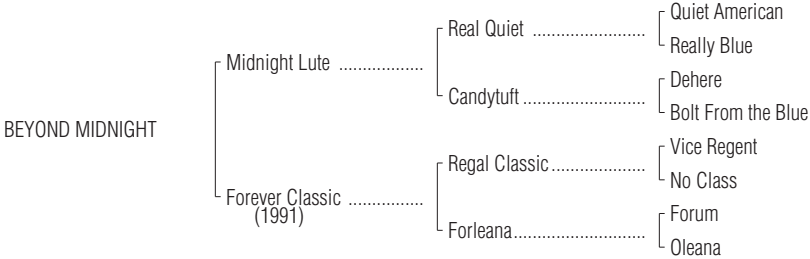 Quiet American
Real Quiet ........................
Really Blue
Midnight Lute ..................
Dehere
Candytuft..........................
Bolt From the Blue
BEYOND MIDNIGHT
Vice Regent
Regal Classic....................
No Class
Forever Classic ................
(1991)
Forum
Forleana............................
Oleana